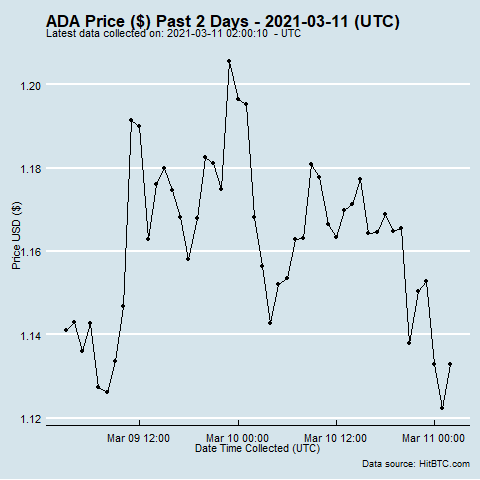 ADA Price ($) Past 2 Days - 2021-03-11 (UTC)
Latest data collected on: 2021-03-11 02:00:10 - UTC
1.20
1.18
1.16
1.14
1.12
Price USD ($)
Mar 09 12:00 Mar 10 00:00 Mar 10 12:00 Mar 11 00:00
Date Time Collected (UTC)
Data source: HitBTC.com